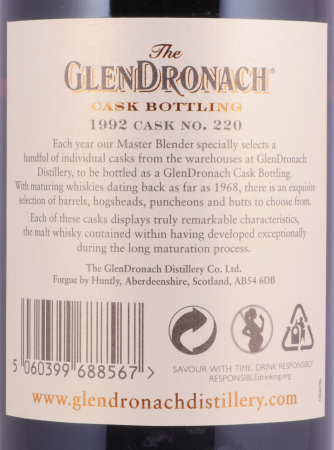 The
GLENDRONACH®
CASK BOTTLING
1992 CASK NO. 220
Each year our Master Blender specially selects a
handful of individual casks from the warehouses at GlenDronach
Distillery, to be bottled as a GlenDronach Cask Bottling.
With maturing whiskies dating back as far as 1968, there is an exquisite
selection of barrels, hogsheads, puncheons and butts to choose from.
Each of these casks displays truly remarkable characteristics,
the malt whisky contained within having developed exceptionally
during the long maturation process.
The GlenDronach Distillery Co. Ltd.
Forgue by Huntly, Aberdeenshire, Scotland, AB54 6DB
SAVOUR WITH TIME, DRINK RESPONSIBLY
RESPONSIBLEdrinking.org
5 060399 688567 >
www.glendronachdistillery.com